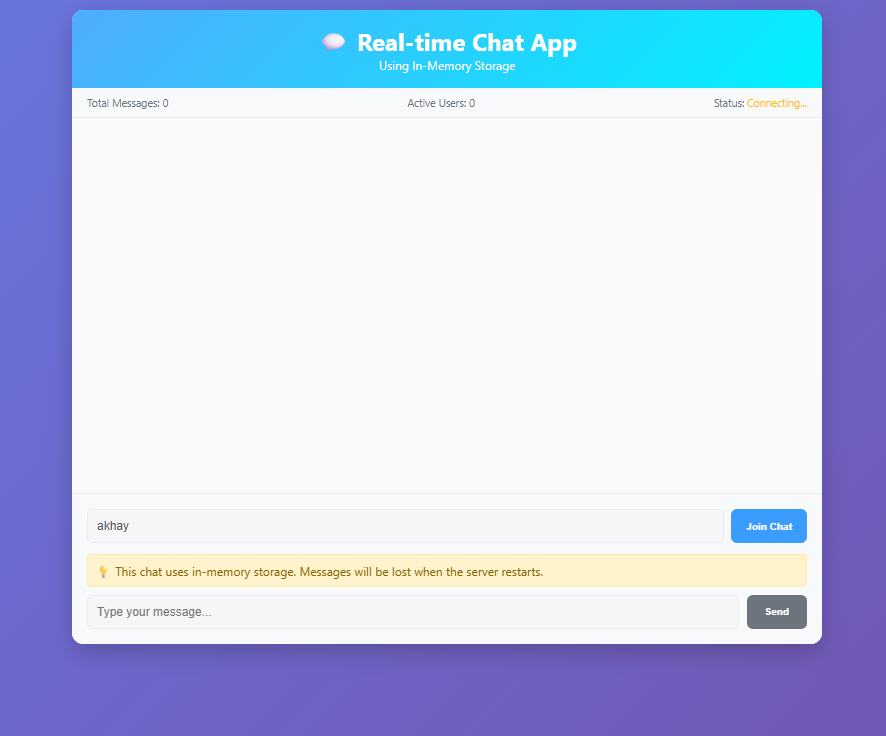 💬 Real-time Chat App
Using In-Memory Storage
Total Messages: 0 Active Users: 0 Status: Connecting...
akhay Join Chat
💡 This chat uses in-memory storage. Messages will be lost when the server restarts.
Type your message... Send